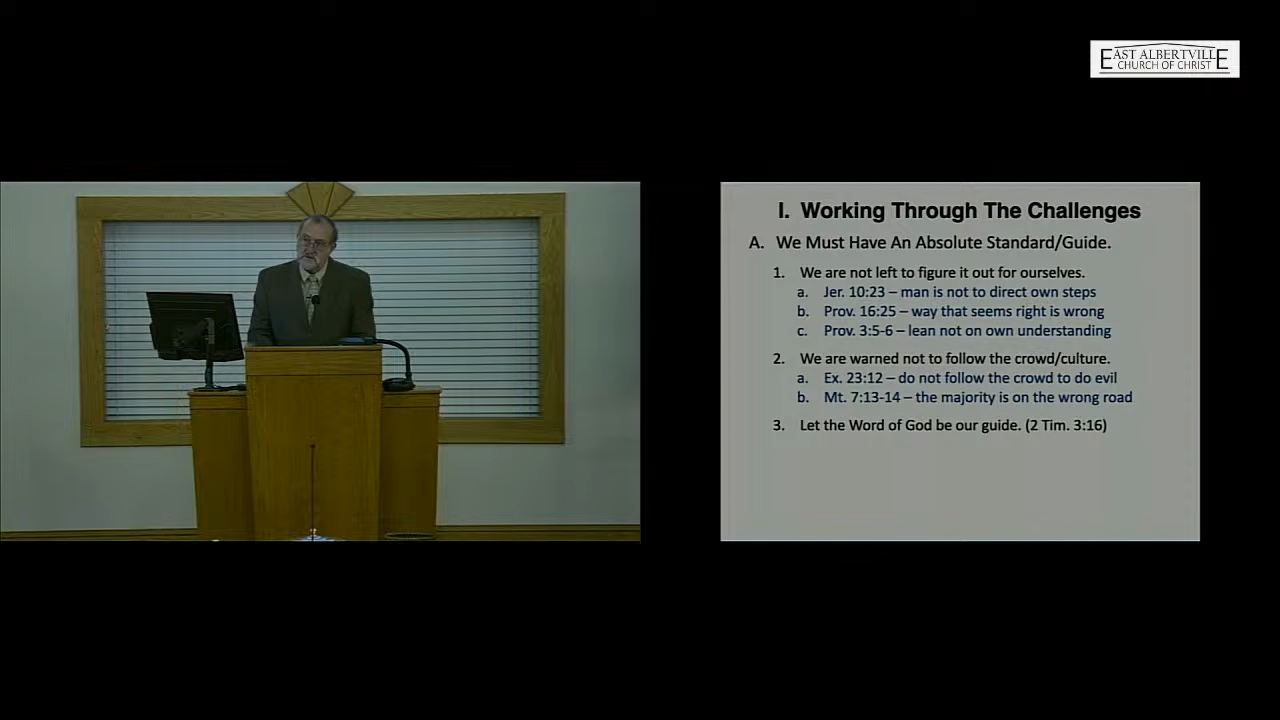 EAST ALBERTVILLE
CHURCH OF CHRIST
I. Working Through The Challenges
A. We Must Have An Absolute Standard/Guide.
1. We are not left to figure it out for ourselves.
a. Jer. 10:23 – man is not to direct own steps
b. Prov. 16:25 – way that seems right is wrong
c. Prov. 3:5-6 – lean not on own understanding
2. We are warned not to follow the crowd/culture.
a. Ex. 23:12 – do not follow the crowd to do evil
b. Mt. 7:13-14 – the majority is on the wrong road
3. Let the Word of God be our guide. (2 Tim. 3:16)